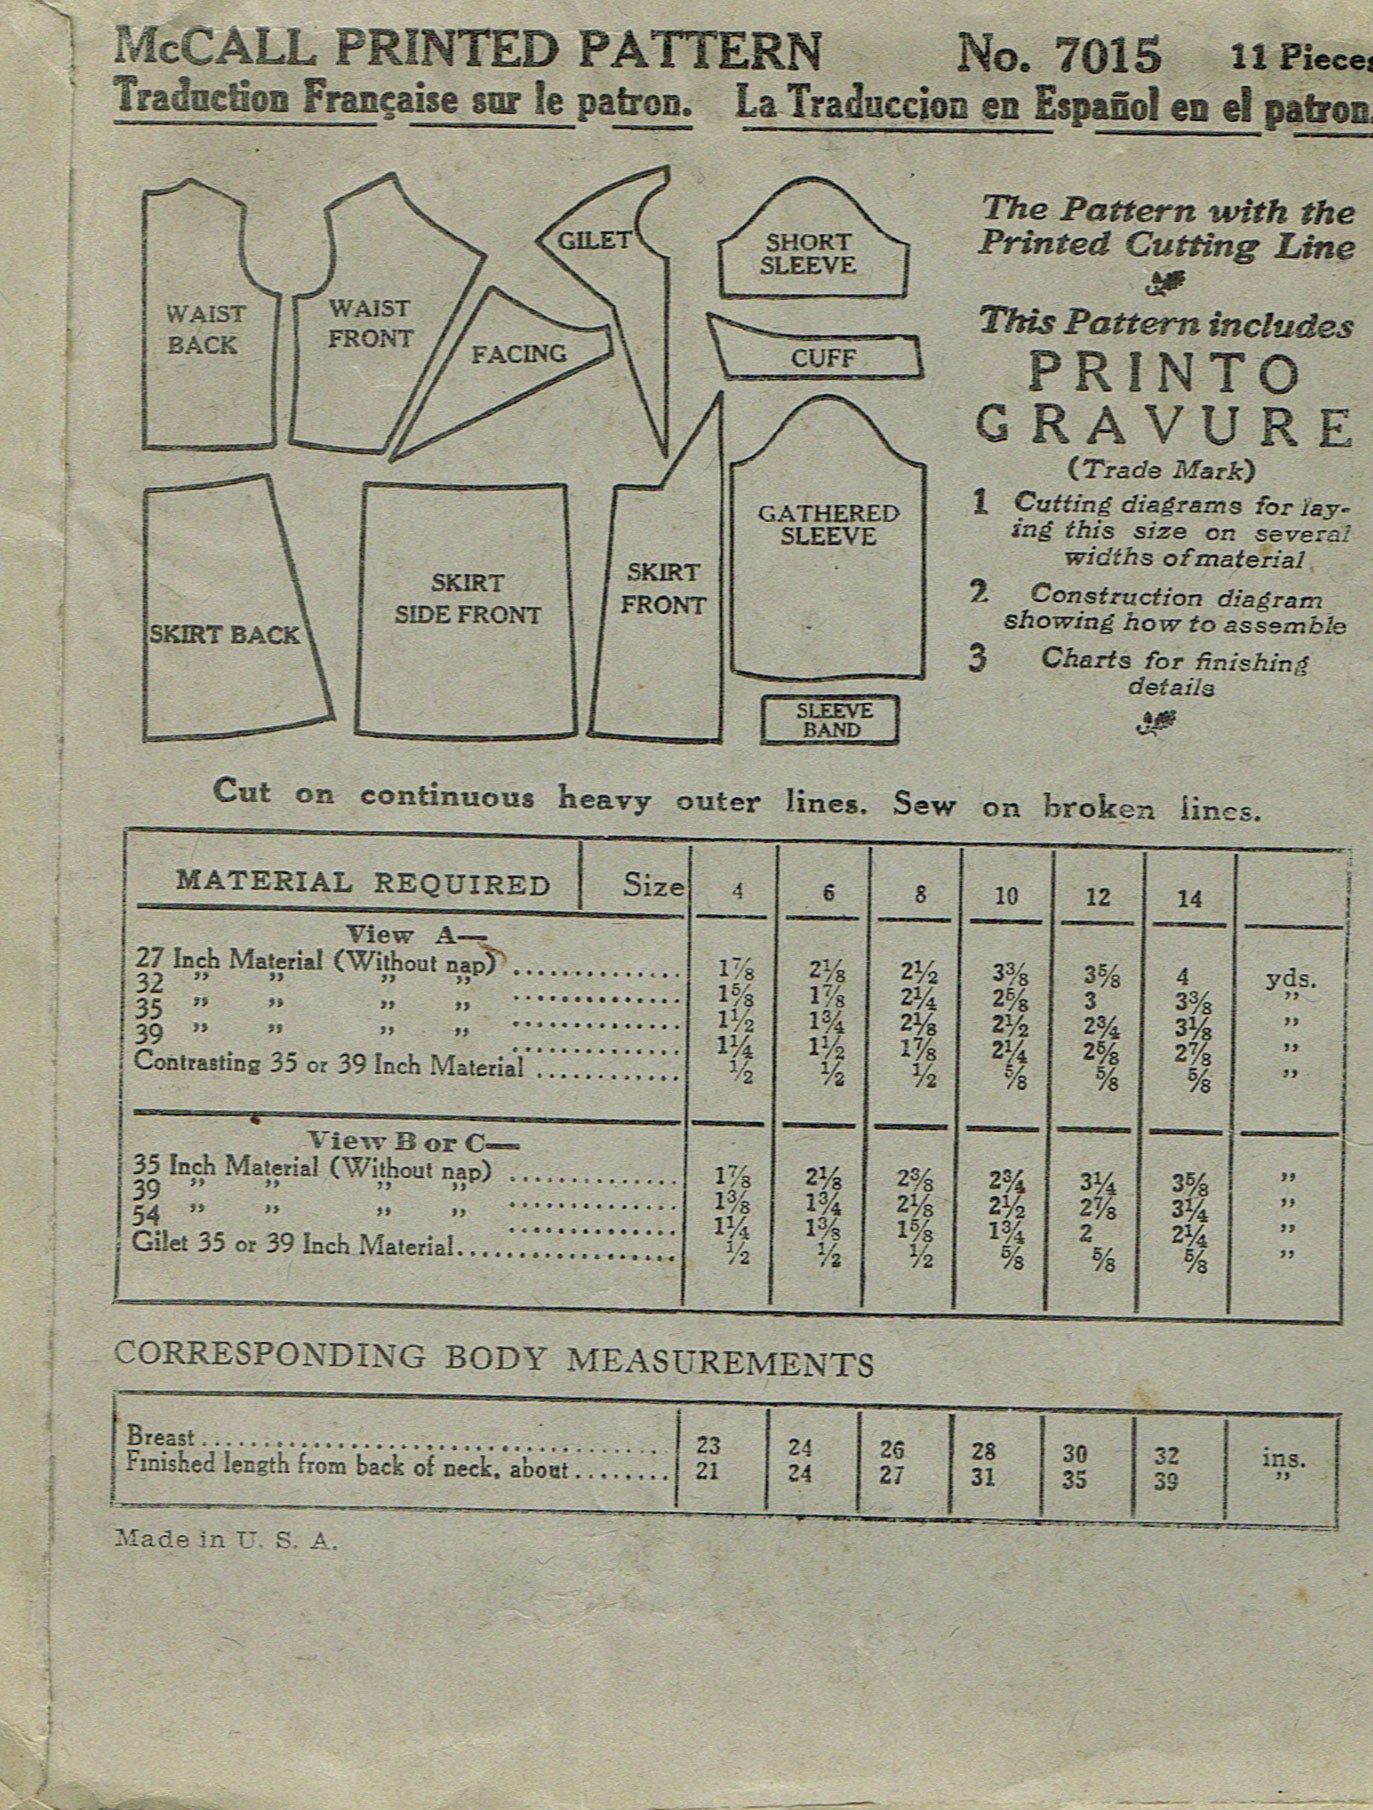 McCALL PRINTED PATTERN No. 7015 11 Pieces
Traduction Française sur le patron. La Traduccion en Español en el patron.
WAIST
BACK
WAIST
FRONT
FACING
GILET
SHORT
SLEEVE
CUFF
SKIRT BACK
SKIRT
SIDE FRONT
SKIRT
FRONT
GATHERED
SLEEVE
SLEEVE
BAND
The Pattern with the
Printed Cutting Line
This Pattern includes
PRINTO
GRAVURE
(Trade Mark)
1 Cutting diagrams for lay-
ing this size on several
widths of material
2 Construction diagram
showing how to assemble
3 Charts for finishing
details
Cut on continuous heavy outer lines. Sew on broken lines.
MATERIAL REQUIRED Size 4 6 8 10 12 14
View A—
27 Inch Material (Without nap) .............. 1⅞ 2⅛ 2½ 3⅜ 3⅝ 4 yds.
32 " " " " .............. 1⅝ 1⅞ 2¼ 2⅝ 3 3⅜ "
35 " " " " .............. 1½ 1¾ 2⅛ 2½ 2¾ 3⅛ "
39 " " " " .............. 1¼ 1½ 1⅞ 2¼ 2⅝ 2⅞ "
Contrasting 35 or 39 Inch Material ............ ½ ½ ½ ⅝ ⅝ ⅝ "
View B or C—
35 Inch Material (Without nap) .............. 1⅞ 2⅛ 2⅜ 2¾ 3¼ 3⅝ "
39 " " " " .............. 1⅜ 1¾ 2⅛ 2½ 2⅞ 3¼ "
54 " " " " .............. 1¼ 1⅜ 1⅝ 1¾ 2 2¼ "
Gilet 35 or 39 Inch Material.................. ½ ½ ½ ⅝ ⅝ ⅝ "
CORRESPONDING BODY MEASUREMENTS
Breast...................................... 23 24 26 28 30 32 ins.
Finished length from back of neck, about........ 21 24 27 31 35 39 "
Made in U. S. A.